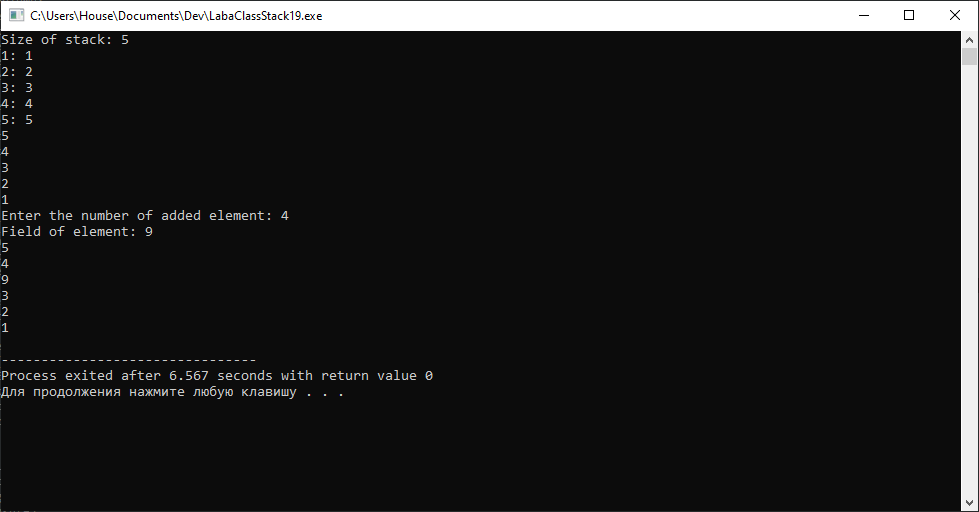 C:\Users\House\Documents\Dev\LabaClassStack19.exe
Size of stack: 5
1: 1
2: 2
3: 3
4: 4
5: 5
5
4
3
2
1
Enter the number of added element: 4
Field of element: 9
5
4
9
3
2
1
--------------------------------
Process exited after 6.567 seconds with return value 0
Для продолжения нажмите любую клавишу . . .